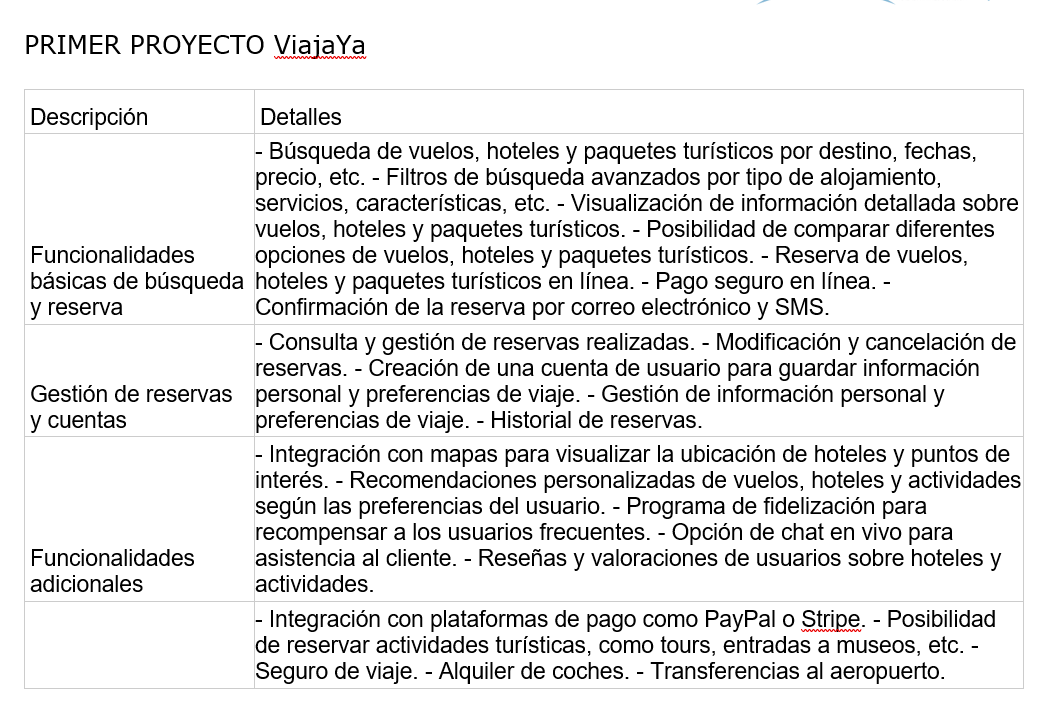 PRIMER PROYECTO ViajaYa
Descripción
Detalles
Funcionalidades
básicas de búsqueda
y reserva
- Búsqueda de vuelos, hoteles y paquetes turísticos por destino, fechas,
precio, etc. - Filtros de búsqueda avanzados por tipo de alojamiento,
servicios, características, etc. - Visualización de información detallada sobre
vuelos, hoteles y paquetes turísticos. - Posibilidad de comparar diferentes
opciones de vuelos, hoteles y paquetes turísticos. - Reserva de vuelos,
hoteles y paquetes turísticos en línea. - Pago seguro en línea. -
Confirmación de la reserva por correo electrónico y SMS.
Gestión de reservas
y cuentas
- Consulta y gestión de reservas realizadas. - Modificación y cancelación de
reservas. - Creación de una cuenta de usuario para guardar información
personal y preferencias de viaje. - Gestión de información personal y
preferencias de viaje. - Historial de reservas.
Funcionalidades
adicionales
- Integración con mapas para visualizar la ubicación de hoteles y puntos de
interés. - Recomendaciones personalizadas de vuelos, hoteles y actividades
según las preferencias del usuario. - Programa de fidelización para
recompensar a los usuarios frecuentes. - Opción de chat en vivo para
asistencia al cliente. - Reseñas y valoraciones de usuarios sobre hoteles y
actividades.
- Integración con plataformas de pago como PayPal o Stripe. - Posibilidad
de reservar actividades turísticas, como tours, entradas a museos, etc. -
Seguro de viaje. - Alquiler de coches. - Transferencias al aeropuerto.